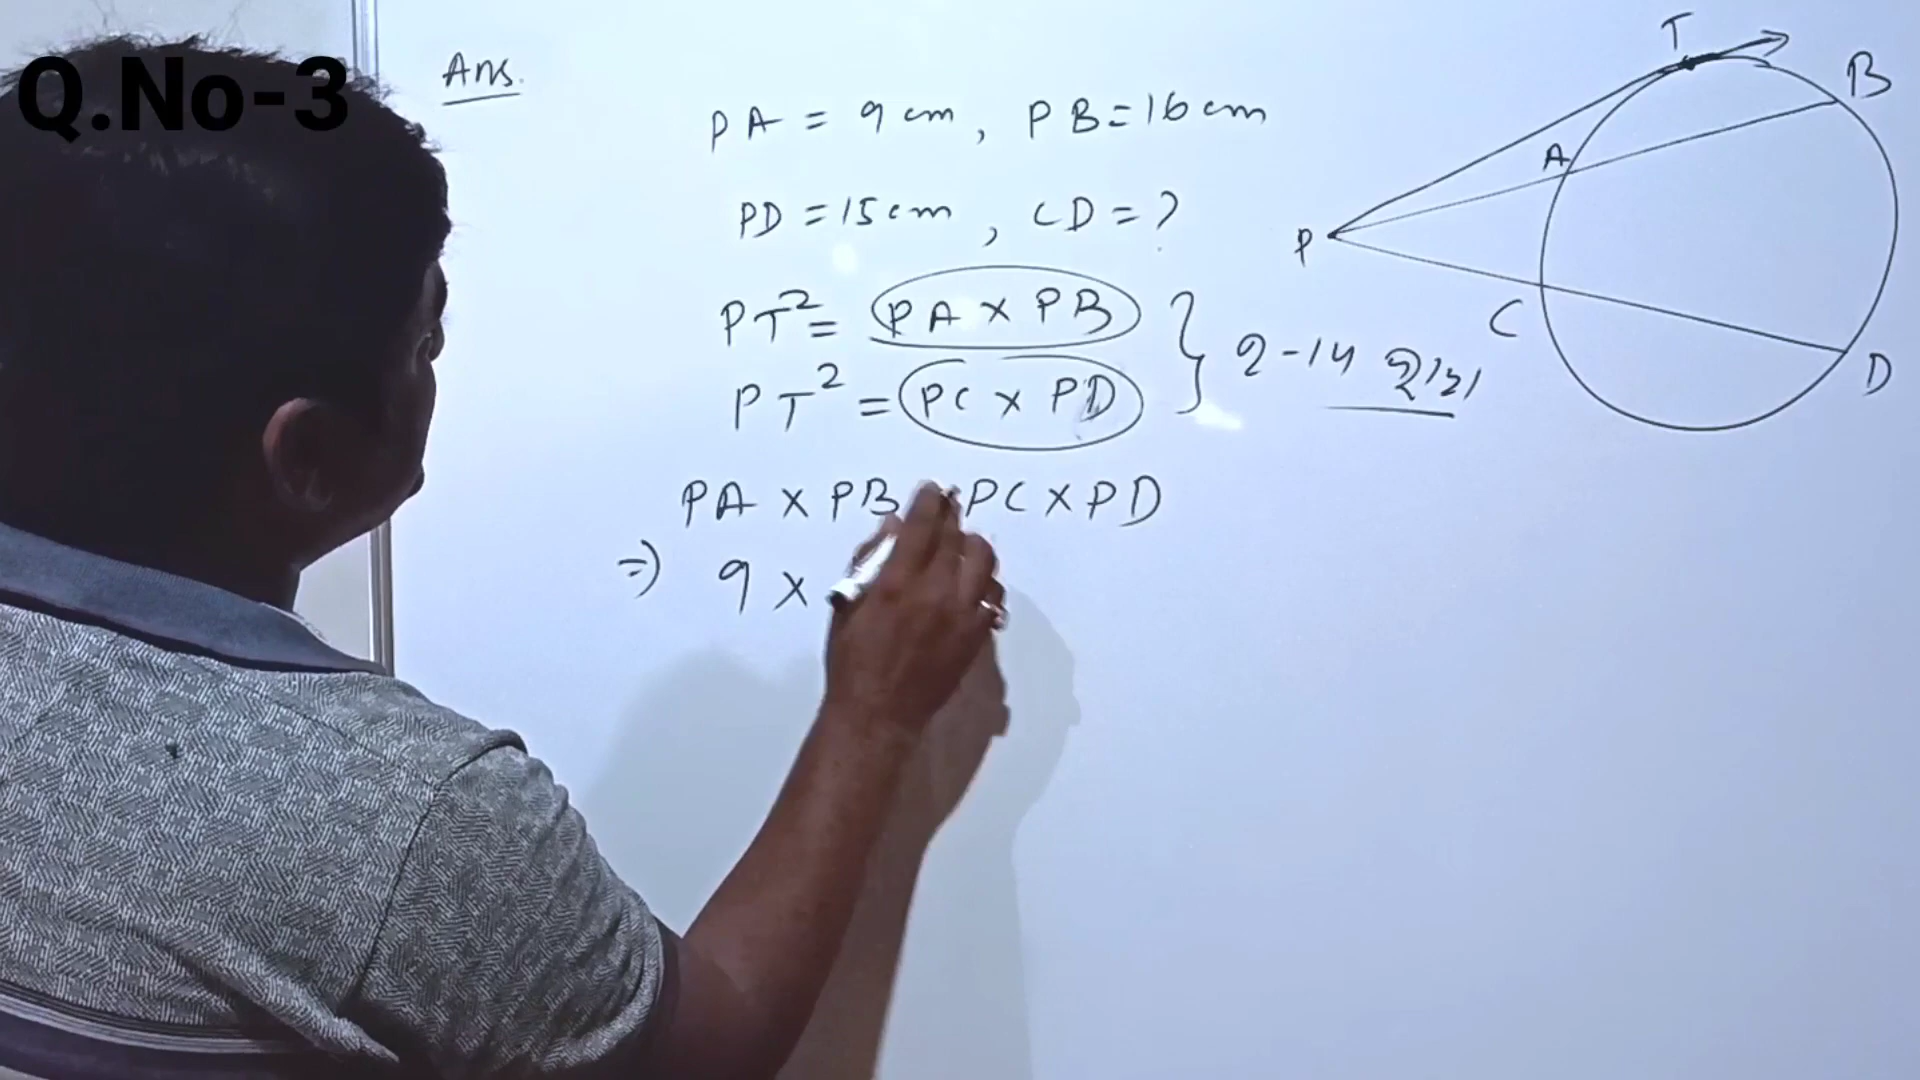 Q.No-3
Ans.
PA = 9 cm, PB = 16 cm
PD = 15 cm, CD = ?
PT² = PA × PB
PT² = PC × PD
2-14
PA × PB PC × PD
=> 9 ×
T
B
A
P
C
D